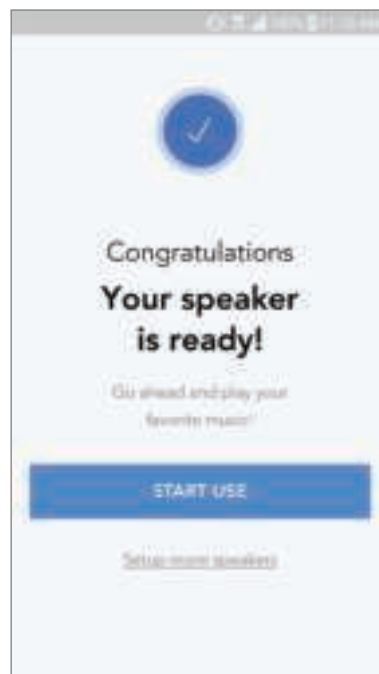 Congratulations
Your speaker
is ready!
Go ahead and play your
favorite music!
START USE
Setup more speakers